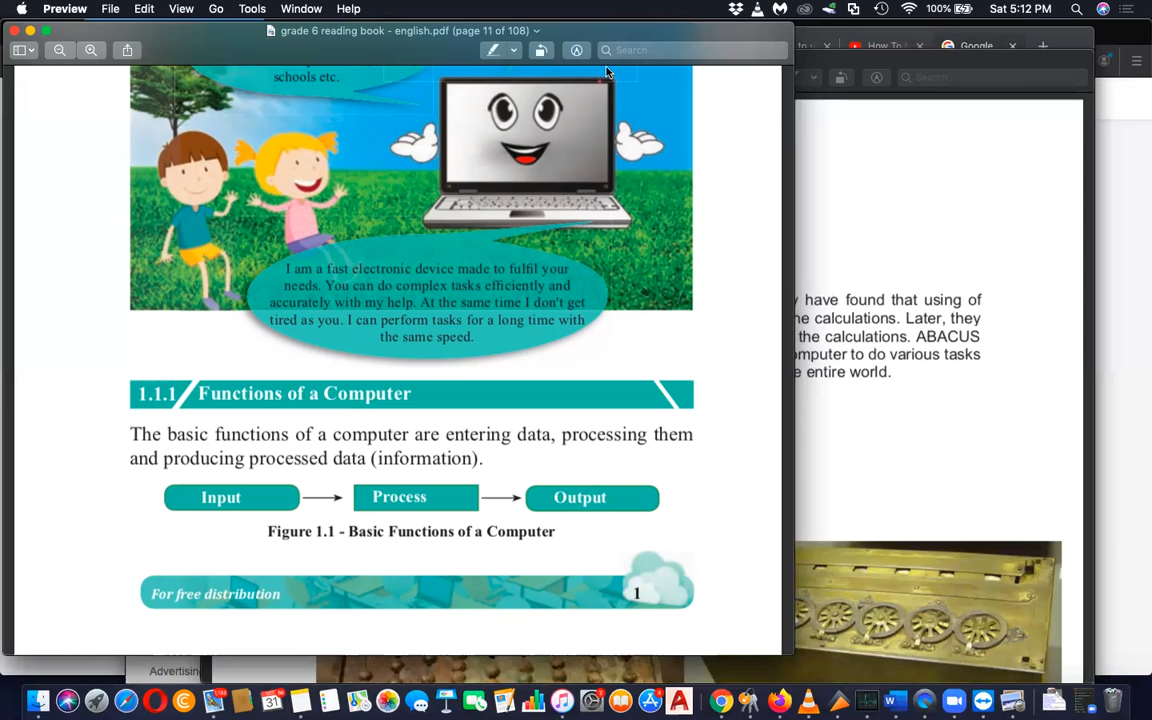 Preview File Edit View Go Tools Window Help 100% Sat 5:12 PM
grade 6 reading book - english.pdf (page 11 of 108)
How To
Google
Search
Search
schools etc.
I am a fast electronic device made to fulfil your
needs. You can do complex tasks efficiently and
accurately with my help. At the same time I don't get
tired as you. I can perform tasks for a long time with
the same speed.
1.1.1 Functions of a Computer
The basic functions of a computer are entering data, processing them
and producing processed data (information).
Input Process Output
Figure 1.1 - Basic Functions of a Computer
For free distribution 1
have found that using of
calculations. Later, they
the calculations. ABACUS
to do various tasks
entire world.
Advertising